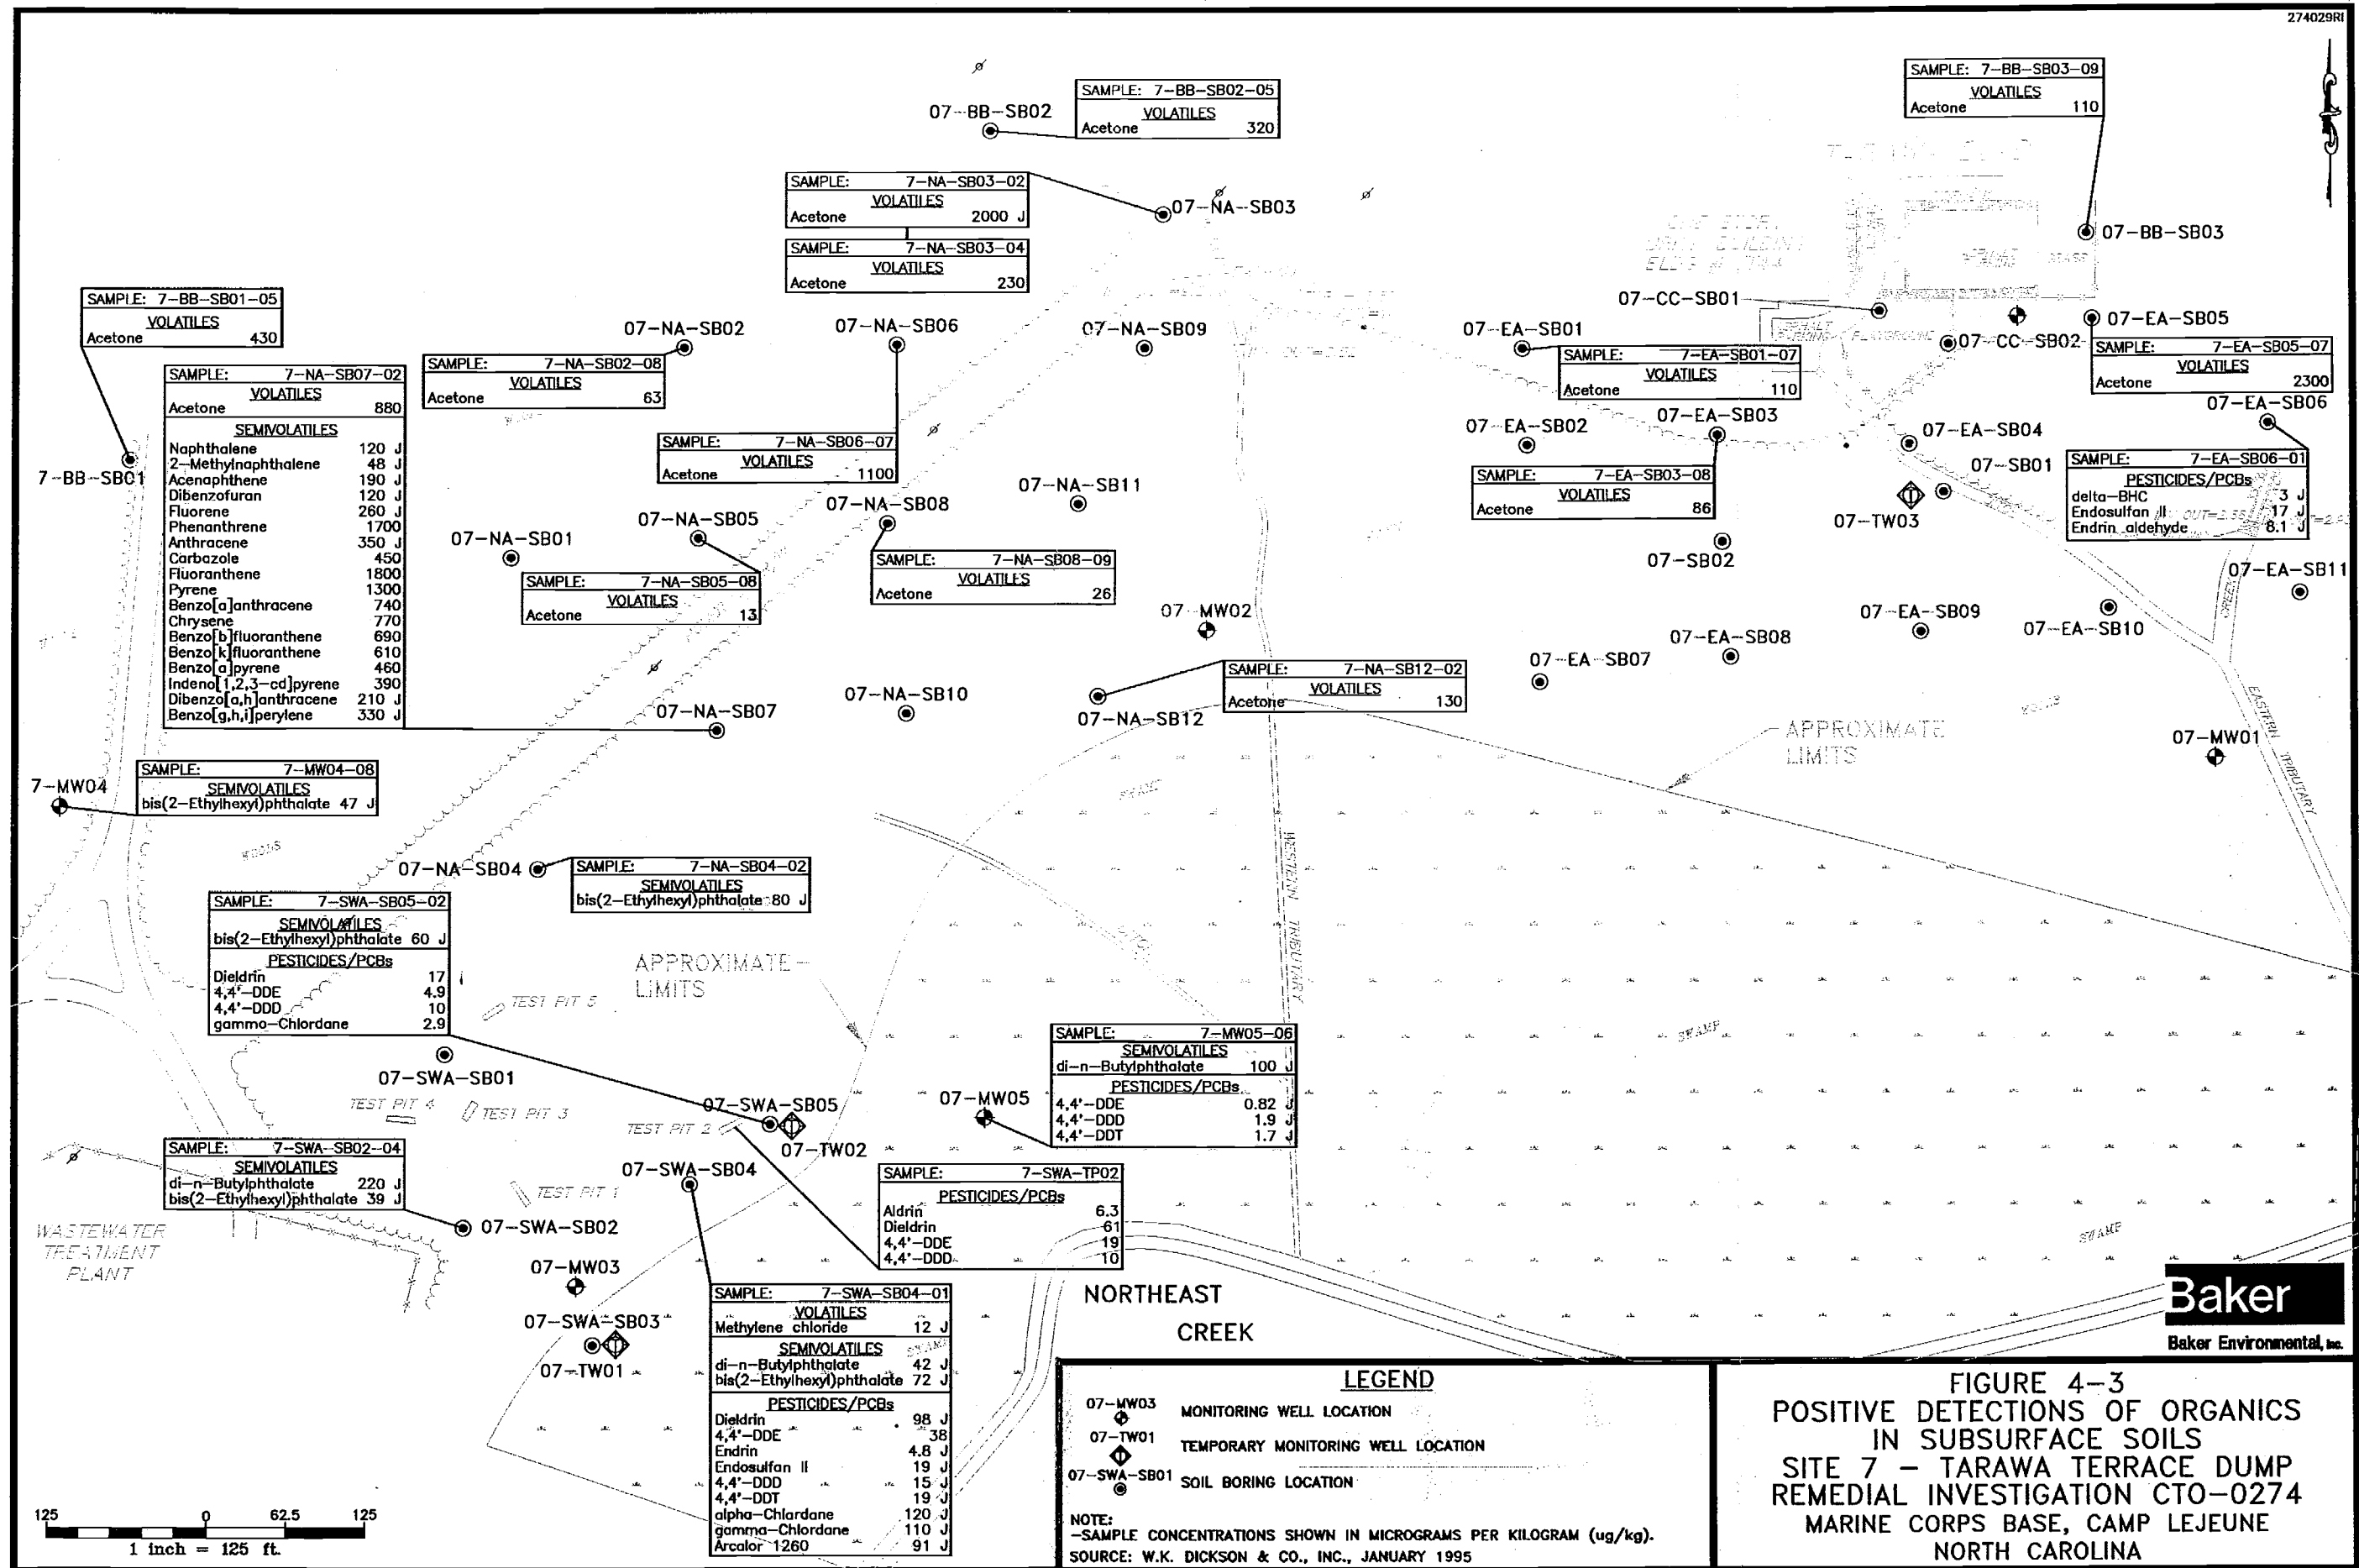 274029RI
SAMPLE: 7-BB-SB03-09
VOLATILES
Acetone 110
07-BB-SB02
SAMPLE: 7-BB-SB02-05
VOLATILES
Acetone 320
SAMPLE: 7-NA-SB03-02
VOLATILES
Acetone 2000 J
07-NA-SB03
SAMPLE: 7-NA-SB03-04
VOLATILES
Acetone 230
07-BB-SB03
SAMPLE: 7-BB-SB01-05
VOLATILES
Acetone 430
7-BB-SB01
07-NA-SB02
07-NA-SB06
07-NA-SB09
07-CC-SB01
07-EA-SB01
07-CC-SB02
07-EA-SB05
PLAYGROUND
SAMPLE: 7-NA-SB07-02
VOLATILES
Acetone 880
SEMIVOLATILES
Naphthalene 120 J
2-Methylnaphthalene 48 J
Acenaphthene 190 J
Dibenzofuran 120 J
Fluorene 260 J
Phenanthrene 1700
Anthracene 350 J
Carbazole 450
Fluoranthene 1800
Pyrene 1300
Benzo[a]anthracene 740
Chrysene 770
Benzo[b]fluoranthene 690
Benzo[k]fluoranthene 610
Benzo[a]pyrene 460
Indeno[1,2,3-cd]pyrene 390
Dibenzo[a,h]anthracene 210 J
Benzo[g,h,i]perylene 330 J
SAMPLE: 7-NA-SB02-08
VOLATILES
Acetone 63
SAMPLE: 7-EA-SB01-07
VOLATILES
Acetone 110
SAMPLE: 7-EA-SB05-07
VOLATILES
Acetone 2300
07-EA-SB06
07-EA-SB02
07-EA-SB03
07-EA-SB04
SAMPLE: 7-NA-SB06-07
VOLATILES
Acetone 1100
SAMPLE: 7-EA-SB03-08
VOLATILES
Acetone 86
07-SB01
07-TW03
SAMPLE: 7-EA-SB06-01
PESTICIDES/PCBs
delta-BHC 3 J
Endosulfan II 17 J
Endrin aldehyde 8.1 J
07-NA-SB11
07-NA-SB08
07-NA-SB05
07-NA-SB01
07-SB02
SAMPLE: 7-NA-SB05-08
VOLATILES
Acetone 13
SAMPLE: 7-NA-SB08-09
VOLATILES
Acetone 26
07-EA-SB11
07-MW02
07-EA-SB09
07-EA-SB10
07-EA-SB08
07-EA-SB07
SAMPLE: 7-NA-SB12-02
VOLATILES
Acetone 130
07-NA-SB07
07-NA-SB10
07-NA-SB12
APPROXIMATE
LIMITS
WOODS
07-MW01
EASTERN TRIBUTARY
7-MW04
SAMPLE: 7-MW04-08
SEMIVOLATILES
bis(2-Ethylhexyl)phthalate 47 J
WOODS
WESTERN TRIBUTARY
07-NA-SB04
SAMPLE: 7-NA-SB04-02
SEMIVOLATILES
bis(2-Ethylhexyl)phthalate 80 J
SAMPLE: 7-SWA-SB05-02
SEMIVOLATILES
bis(2-Ethylhexyl)phthalate 60 J
PESTICIDES/PCBs
Dieldrin 17
4,4'-DDE 4.9
4,4'-DDD 10
gamma-Chlordane 2.9
APPROXIMATE
LIMITS
TEST PIT 5
SWAMP
07-SWA-SB01
TEST PIT 4
TEST PIT 3
TEST PIT 2
07-SWA-SB05
07-TW02
07-MW05
SAMPLE: 7-MW05-06
SEMIVOLATILES
di-n-Butylphthalate 100 J
PESTICIDES/PCBs
4,4'-DDE 0.82 J
4,4'-DDD 1.9 J
4,4'-DDT 1.7 J
SAMPLE: 7-SWA-SB02-04
SEMIVOLATILES
di-n-Butylphthalate 220 J
bis(2-Ethylhexyl)phthalate 39 J
07-SWA-SB04
TEST PIT 1
07-SWA-SB02
SAMPLE: 7-SWA-TP02
PESTICIDES/PCBs
Aldrin 6.3
Dieldrin 61
4,4'-DDE 19
4,4'-DDD 10
WASTEWATER
TREATMENT
PLANT
SWAMP
07-MW03
07-SWA-SB03
07-TW01
SAMPLE: 7-SWA-SB04-01
VOLATILES
Methylene chloride 12 J
SEMIVOLATILES
di-n-Butylphthalate 42 J
bis(2-Ethylhexyl)phthalate 72 J
PESTICIDES/PCBs
Dieldrin 98 J
4,4'-DDE 38
Endrin 4.8 J
Endosulfan II 19 J
4,4'-DDD 15 J
4,4'-DDT 19 J
alpha-Chlordane 120 J
gamma-Chlordane 110 J
Arcalor 1260 91 J
NORTHEAST
CREEK
Baker
Baker Environmental, Inc.
125 0 62.5 125
1 inch = 125 ft.
LEGEND
07-MW03 MONITORING WELL LOCATION
07-TW01 TEMPORARY MONITORING WELL LOCATION
07-SWA-SB01 SOIL BORING LOCATION
NOTE:
-SAMPLE CONCENTRATIONS SHOWN IN MICROGRAMS PER KILOGRAM (ug/kg).
SOURCE: W.K. DICKSON & CO., INC., JANUARY 1995
FIGURE 4-3
POSITIVE DETECTIONS OF ORGANICS
IN SUBSURFACE SOILS
SITE 7 - TARAWA TERRACE DUMP
REMEDIAL INVESTIGATION CTO-0274
MARINE CORPS BASE, CAMP LEJEUNE
NORTH CAROLINA